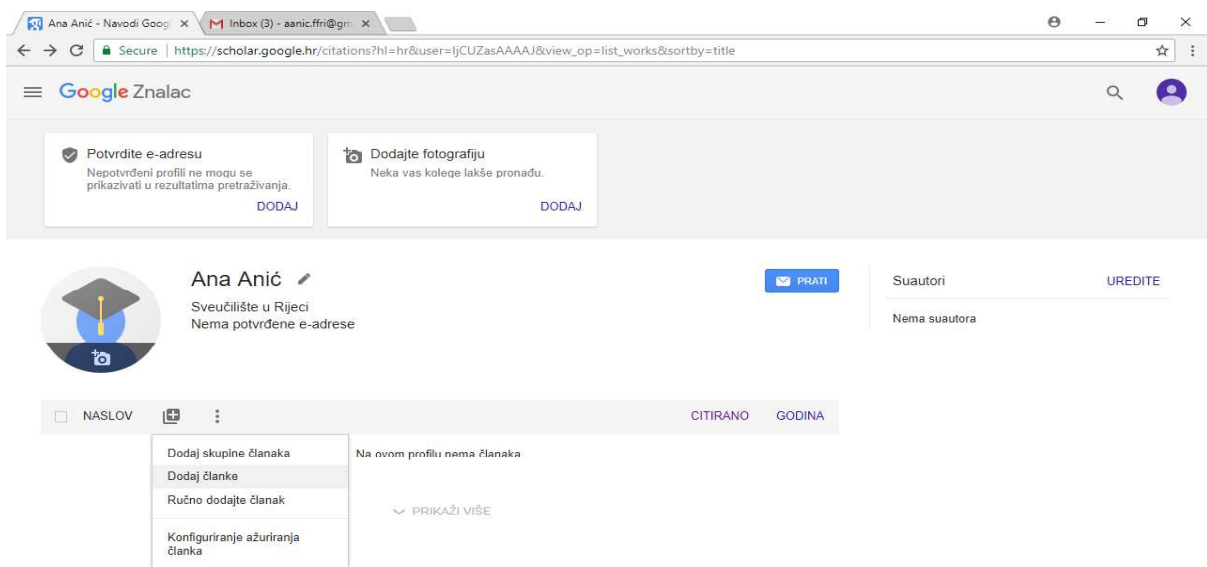 Ana Anić - Navodi Goog
Inbox (3) - aanic.ffri@gm
Secure | https://scholar.google.hr/citations?hl=hr&user=IjCUZasAAAAJ&view_op=list_works&sortby=title
Google Znalac
Potvrdite e-adresu
Nepotvrđeni profili ne mogu se
prikazivati u rezultatima pretraživanja.
DODAJ
Dodajte fotografiju
Neka vas kolege lakše pronađu.
DODAJ
Ana Anić
Sveučilište u Rijeci
Nema potvrđene e-adrese
PRATI
Suautori
UREDITE
Nema suautora
NASLOV
CITIRANO
GODINA
Dodaj skupine članaka
Dodaj članke
Ručno dodajte članak
Konfiguriranje ažuriranja
članka
Na ovom profilu nema članaka
PRIKAŽI VIŠE